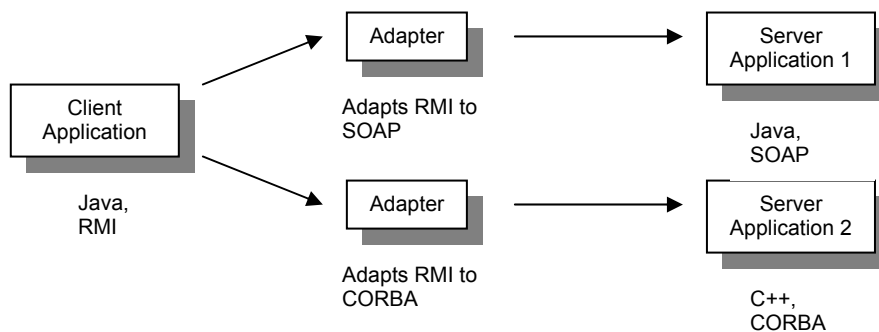 Client
Application
Java,
RMI
Adapter
Adapts RMI to
SOAP
Server
Application 1
Java,
SOAP
Adapter
Adapts RMI to
CORBA
Server
Application 2
C++,
CORBA